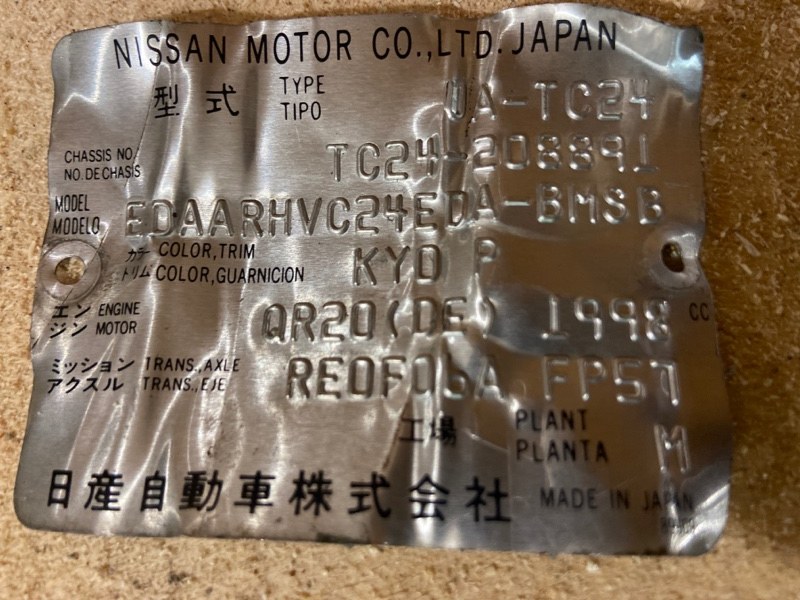 NISSAN MOTOR CO.,LTD. JAPAN
型式 TYPE UA-TC24
TIPO
CHASSIS NO. TC24-208891
NO. DE CHASIS
MODEL EDAARHVC24EDA-BMSB
MODELO
カラー COLOR,TRIM KYO P
トリム COLOR,GUARNICION
エン ENGINE QR20(DE) 1998 CC
ジン MOTOR
ミッション TRANS.,AXLE RE0F06A FP57
アクスル TRANS.,EJE
工場 PLANT M
PLANTA
日産自動車株式会社 MADE IN JAPAN